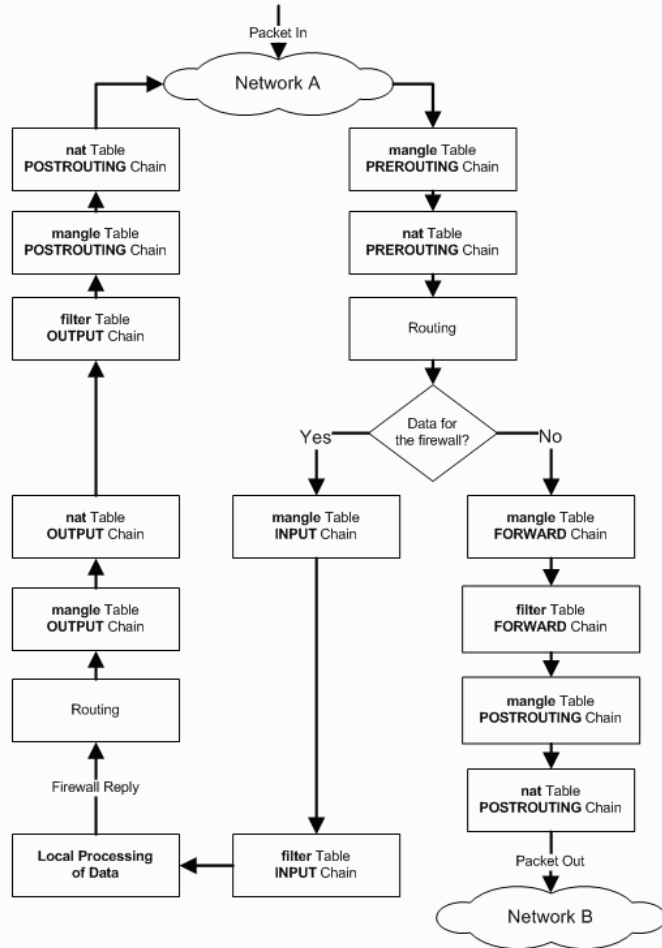 Packet In
Network A
nat Table
POSTROUTING Chain
mangle Table
PREROUTING Chain
mangle Table
POSTROUTING Chain
nat Table
PREROUTING Chain
filter Table
OUTPUT Chain
Routing
Data for
the firewall?
Yes
No
nat Table
OUTPUT Chain
mangle Table
INPUT Chain
mangle Table
FORWARD Chain
mangle Table
OUTPUT Chain
filter Table
FORWARD Chain
Routing
mangle Table
POSTROUTING Chain
Firewall Reply
nat Table
POSTROUTING Chain
Local Processing
of Data
filter Table
INPUT Chain
Packet Out
Network B